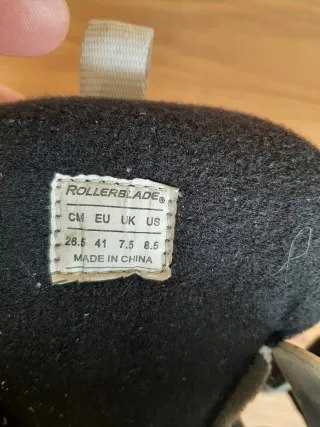 ROLLERBLADE®
CM EU UK US
26.5 41 7.5 8.5
MADE IN CHINA